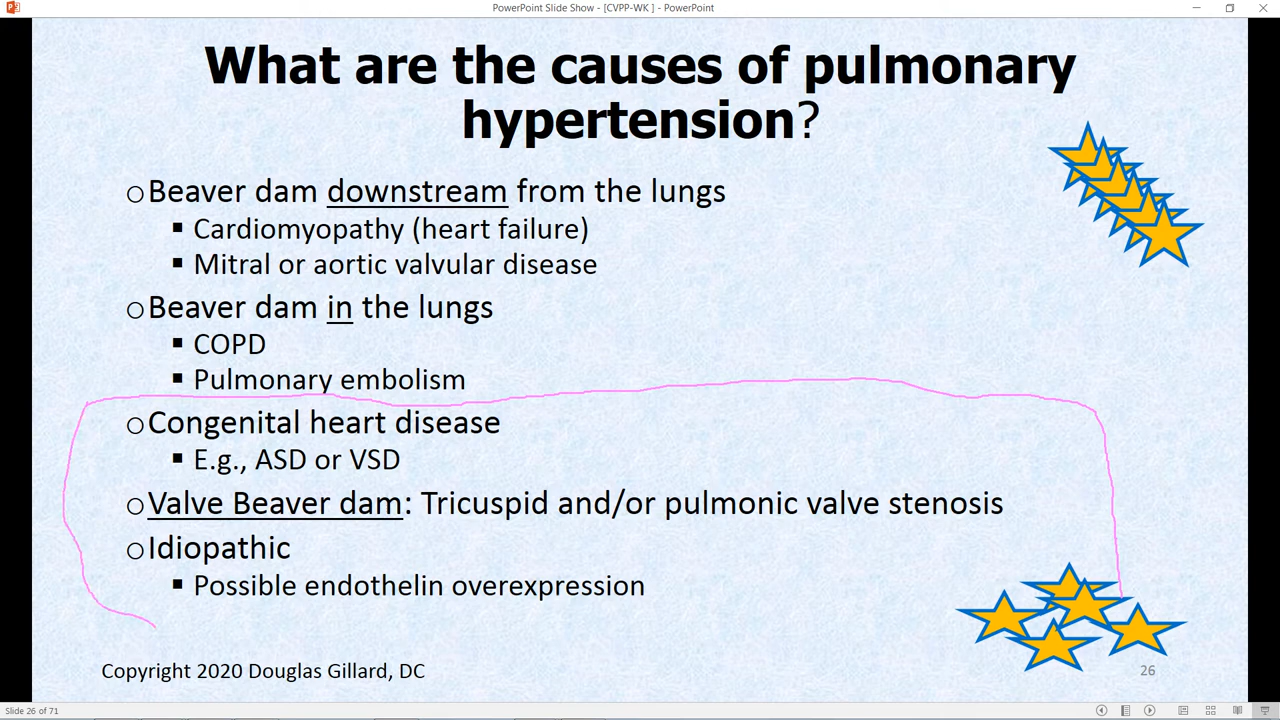 PowerPoint Slide Show - [CVPP-WK ] - PowerPoint
What are the causes of pulmonary
hypertension?
Beaver dam downstream from the lungs
Cardiomyopathy (heart failure)
Mitral or aortic valvular disease
Beaver dam in the lungs
COPD
Pulmonary embolism
Congenital heart disease
E.g., ASD or VSD
Valve Beaver dam: Tricuspid and/or pulmonic valve stenosis
Idiopathic
Possible endothelin overexpression
Copyright 2020 Douglas Gillard, DC
26
Slide 26 of 71